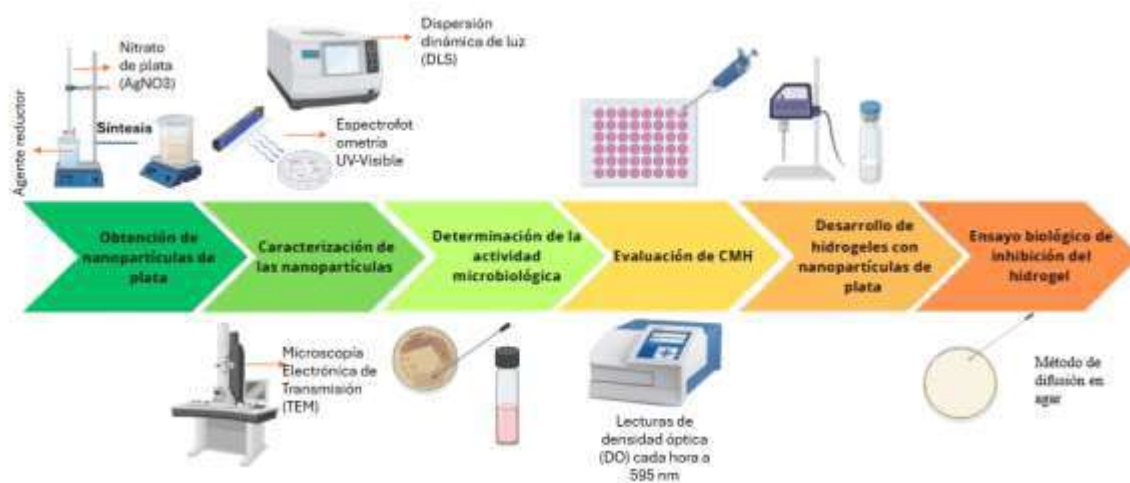 Dispersión
dinámica de luz
(DLS)
Nitrato
de plata
(AgNO3)
Sínteais
Agente reductor
Espectrofot
ometría
UV-Visible
Obtención de
nanopartículas de
plata
Caracterización de
las nanopartículas
Determinación de la
actividad
microbiológica
Evaluación de CMH
Desarrollo de
hidrogeles con
nanopartículas de
plata
Ensayo biológico de
inhibición del
hidrogel
Microscopía
Electrónica de
Transmisión
(TEM)
Lecturas de
densidad óptica
(DO) cada hora a
595 nm
Método de
difusión en
agar